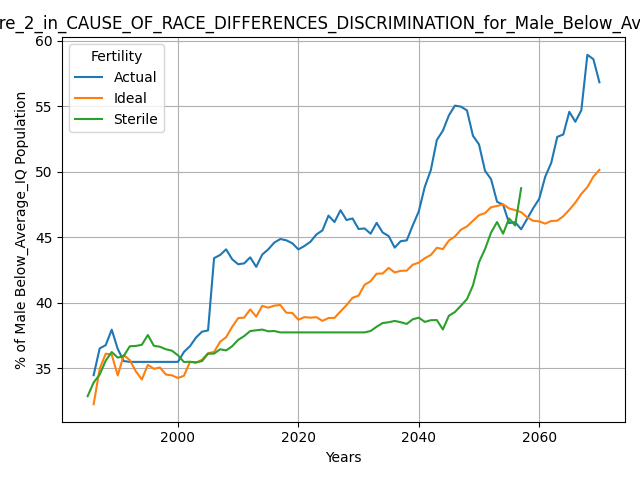 re_2_in_CAUSE_OF_RACE_DIFFERENCES_DISCRIMINATION_for_Male_Below_Av
60
55
50
45
40
35
% of Male Below_Average_IQ Population
Fertility
Actual
Ideal
Sterile
2000 2020 2040 2060
Years